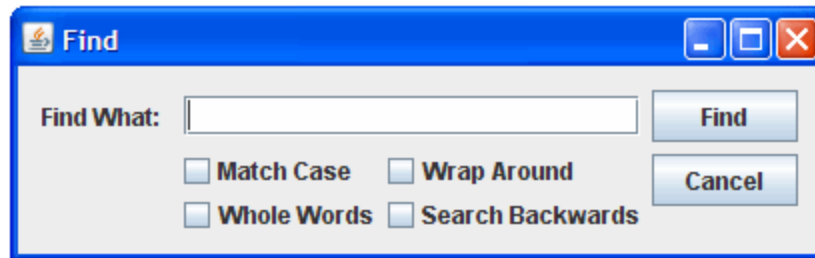 Find
Find What: Find
Match Case Wrap Around Cancel
Whole Words Search Backwards